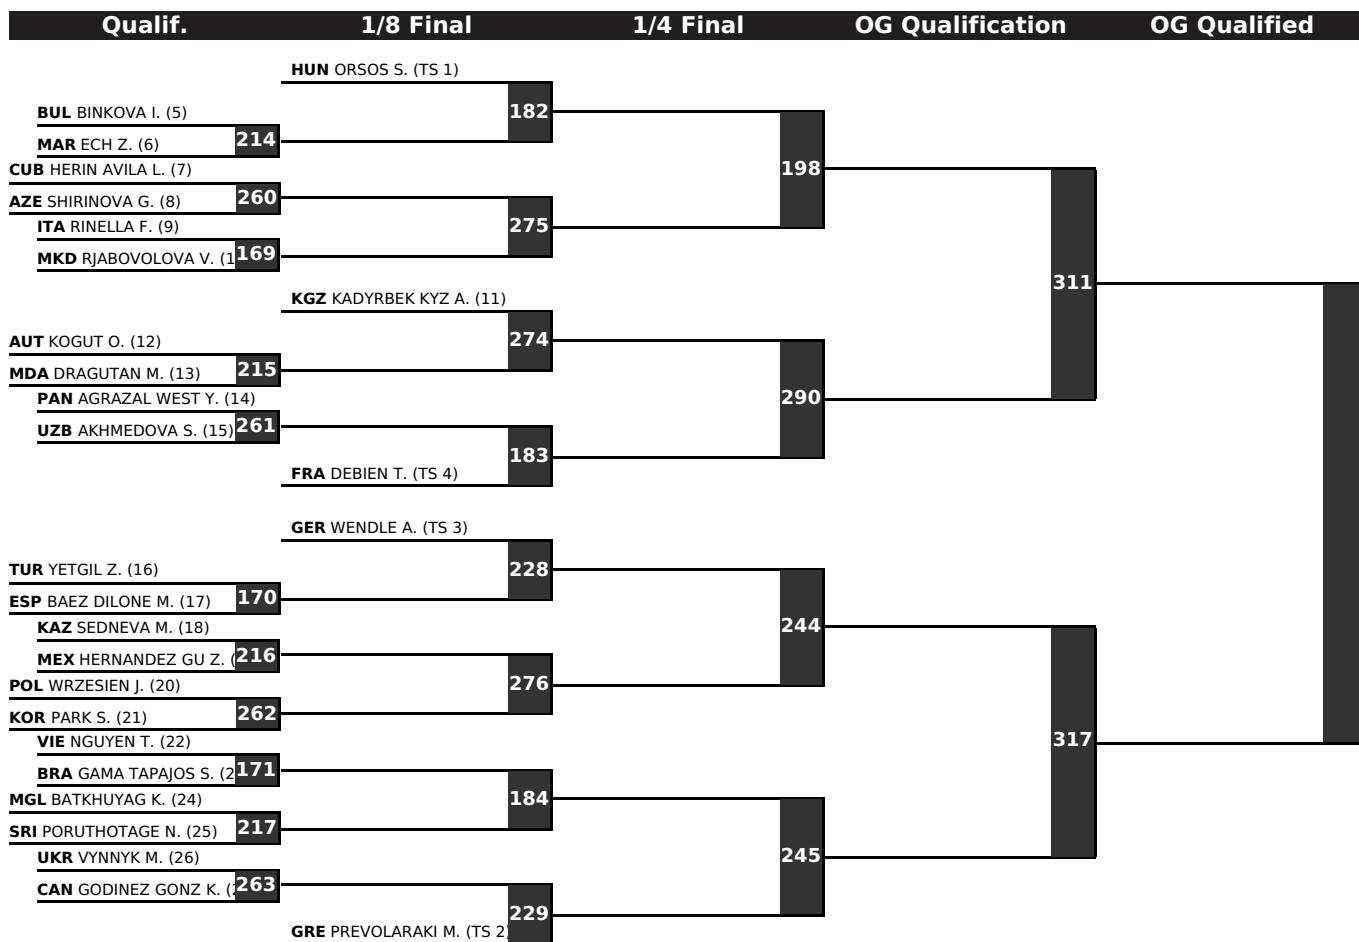 Qualif. 1/8 Final 1/4 Final OG Qualification OG Qualified
HUN ORSOS S. (TS 1)
182
BUL BINKOVA I. (5)
MAR ECH Z. (6)
214
CUB HERIN AVILA L. (7)
198
AZE SHIRINOVA G. (8)
260
ITA RINELLA F. (9)
275
MKD RJABOVOLOVA V. (1
169
311
KGZ KADYRBEK KYZ A. (11)
274
AUT KOGUT O. (12)
MDA DRAGUTAN M. (13)
215
PAN AGRAZAL WEST Y. (14)
290
UZB AKHMEDOVA S. (15)
261
183
FRA DEBIEN T. (TS 4)
GER WENDLE A. (TS 3)
228
TUR YETGIL Z. (16)
ESP BAEZ DILONE M. (17)
170
KAZ SEDNEVA M. (18)
244
MEX HERNANDEZ GU Z. (
216
POL WRZESIEN J. (20)
276
KOR PARK S. (21)
262
VIE NGUYEN T. (22)
317
BRA GAMA TAPAJOS S. (2
171
MGL BATKHUYAG K. (24)
184
SRI PORUTHOTAGE N. (25)
217
UKR VYNNYK M. (26)
245
CAN GODINEZ GONZ K. (2
263
229
GRE PREVOLARAKI M. (TS 2)